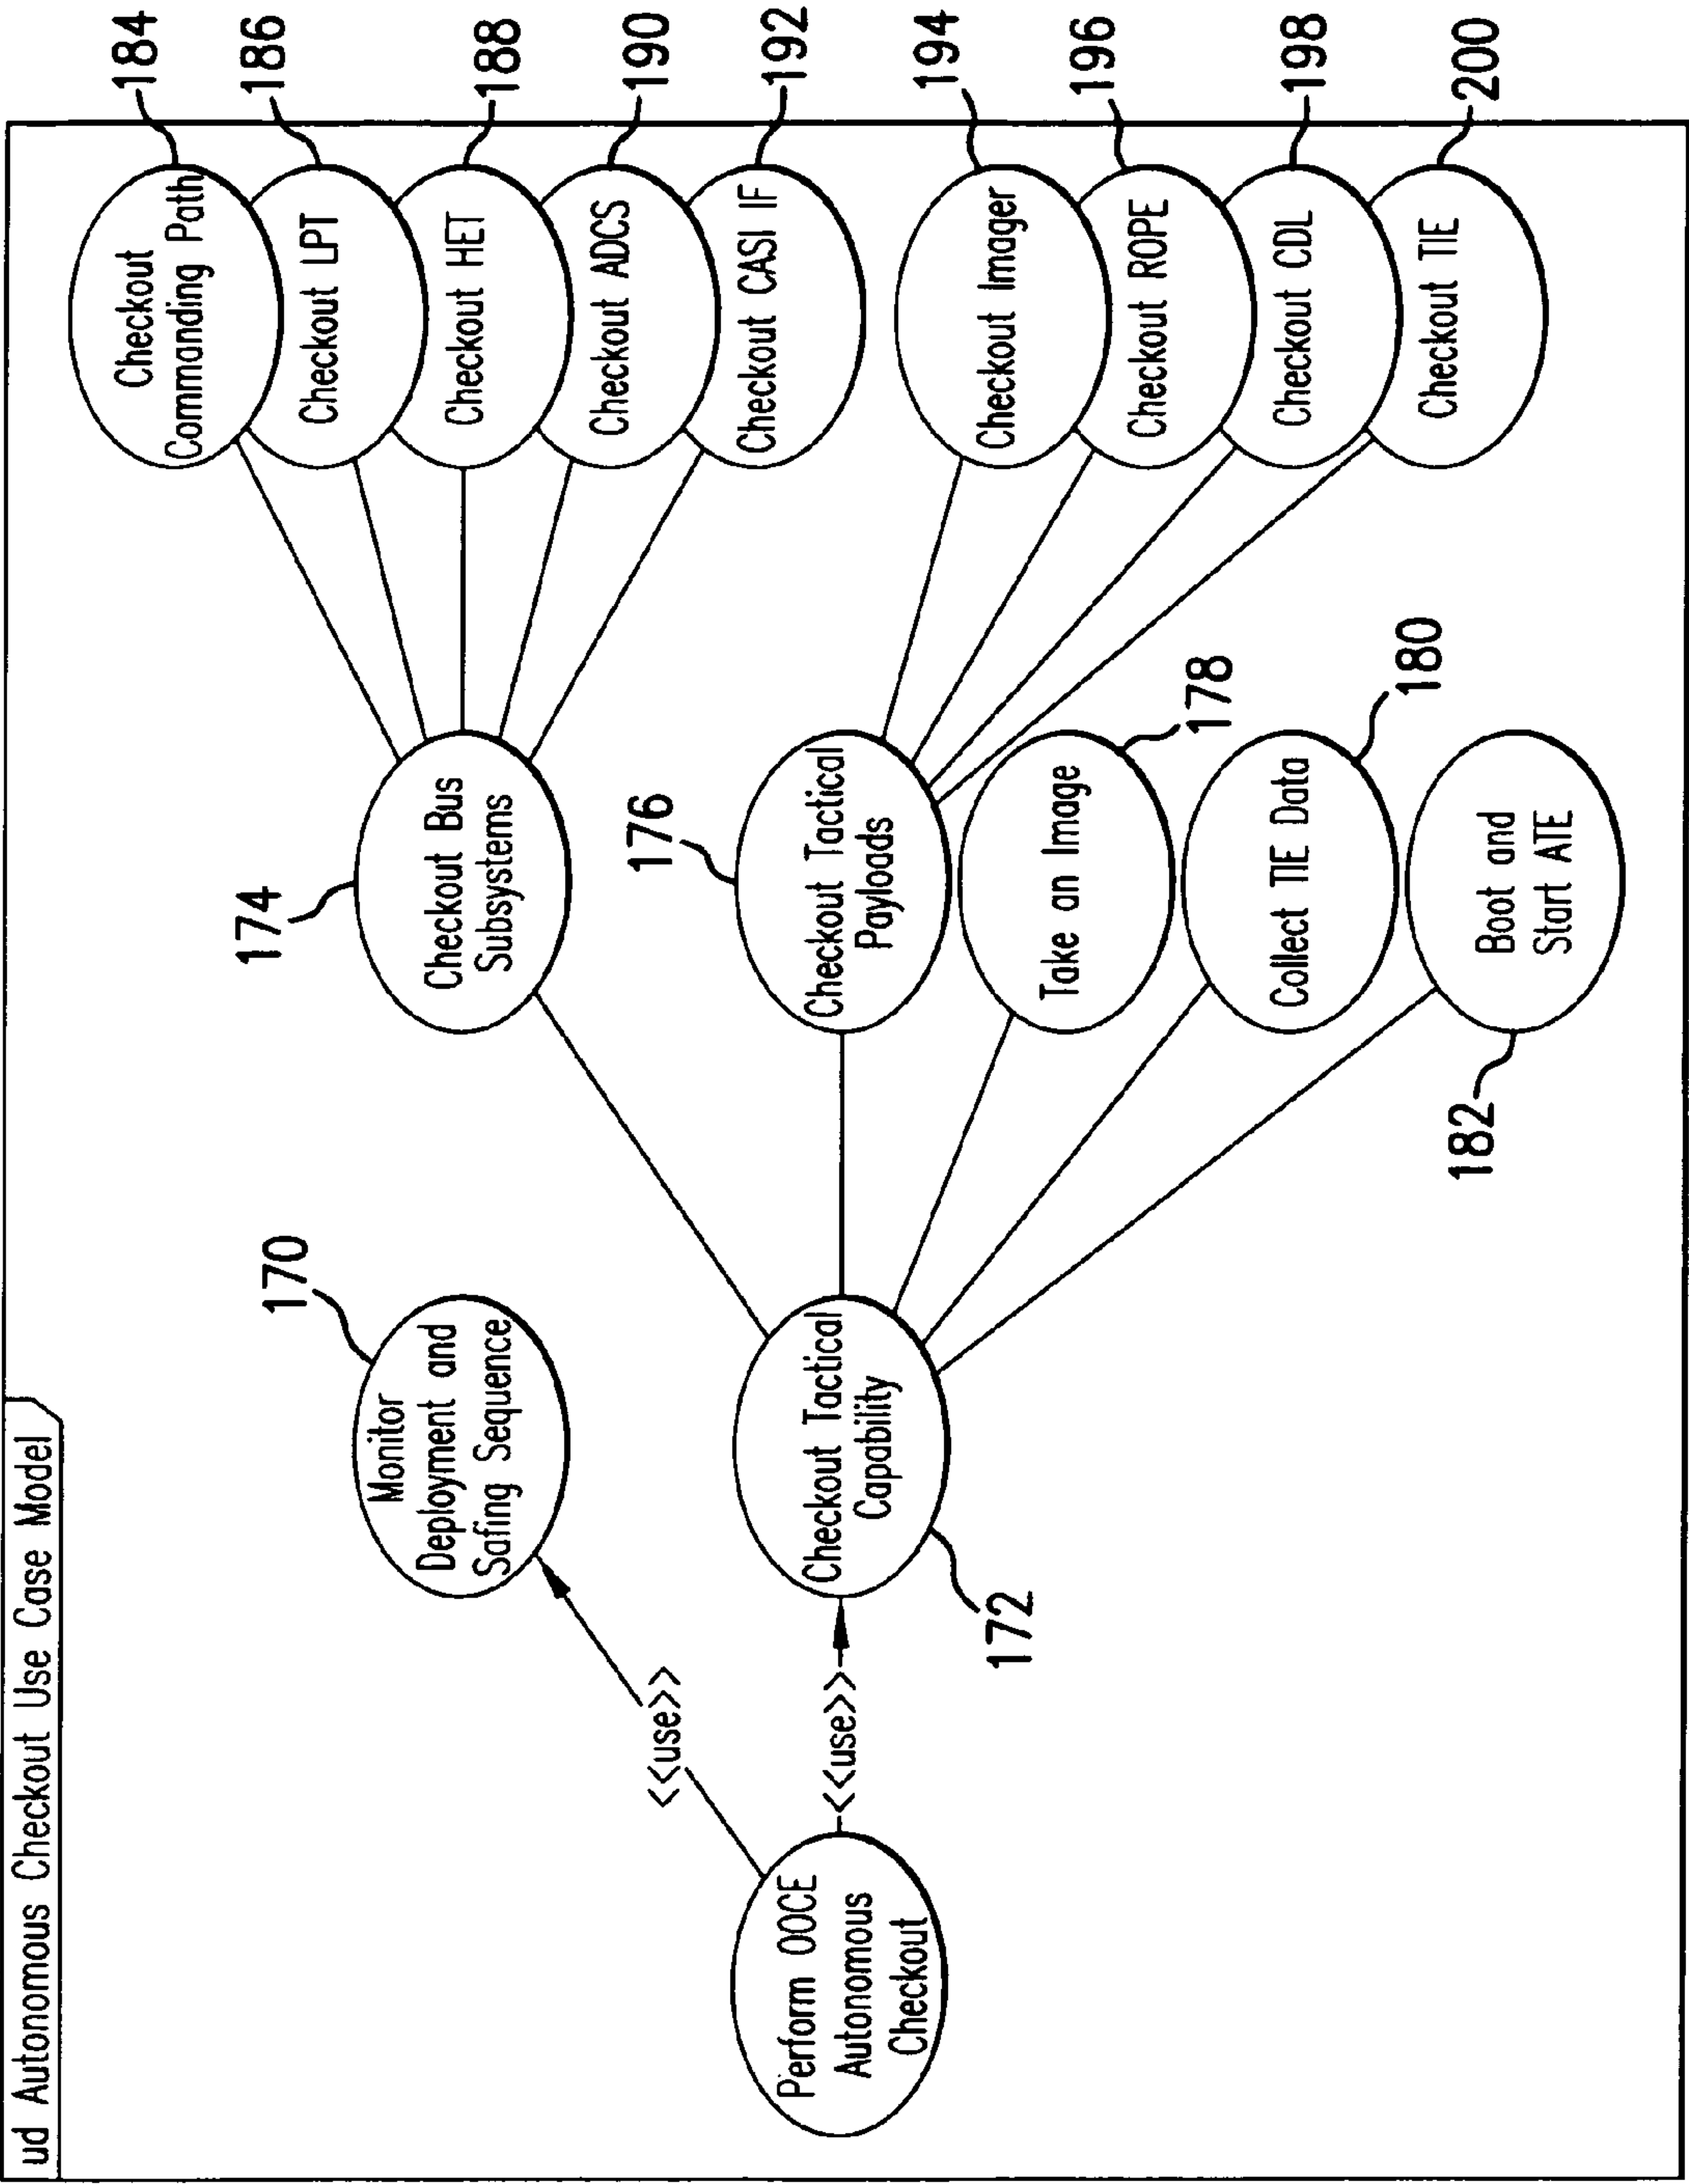 ud Autonomous Checkout Use Case Model
Perform OOCE
Autonomous
Checkout
<<use>>
<<use>>
170
Monitor
Deployment and
Safing Sequence
Checkout Tactical
Capability
172
174
Checkout Bus
Subsystems
176
Checkout Tactical
Payloads
Take an Image
178
Collect TIE Data
180
Boot and
Start ATE
182
Checkout
Commanding Path
184
Checkout LPT
186
Checkout HET
188
Checkout ADCS
190
Checkout CASI IF
192
Checkout Imager
194
Checkout ROPE
196
Checkout CDL
198
Checkout TIE
200